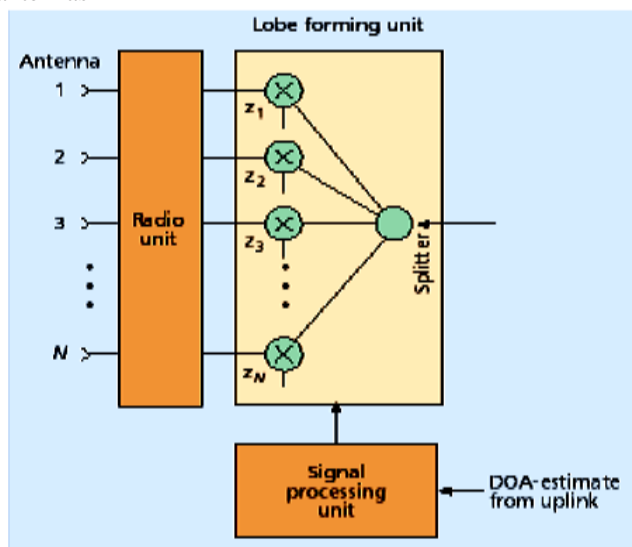 Lobe forming unit
Antenna
1
2
3
N
Radio
unit
z1
z2
z3
zN
Splitter
Signal
processing
unit
DOA-estimate
from uplink